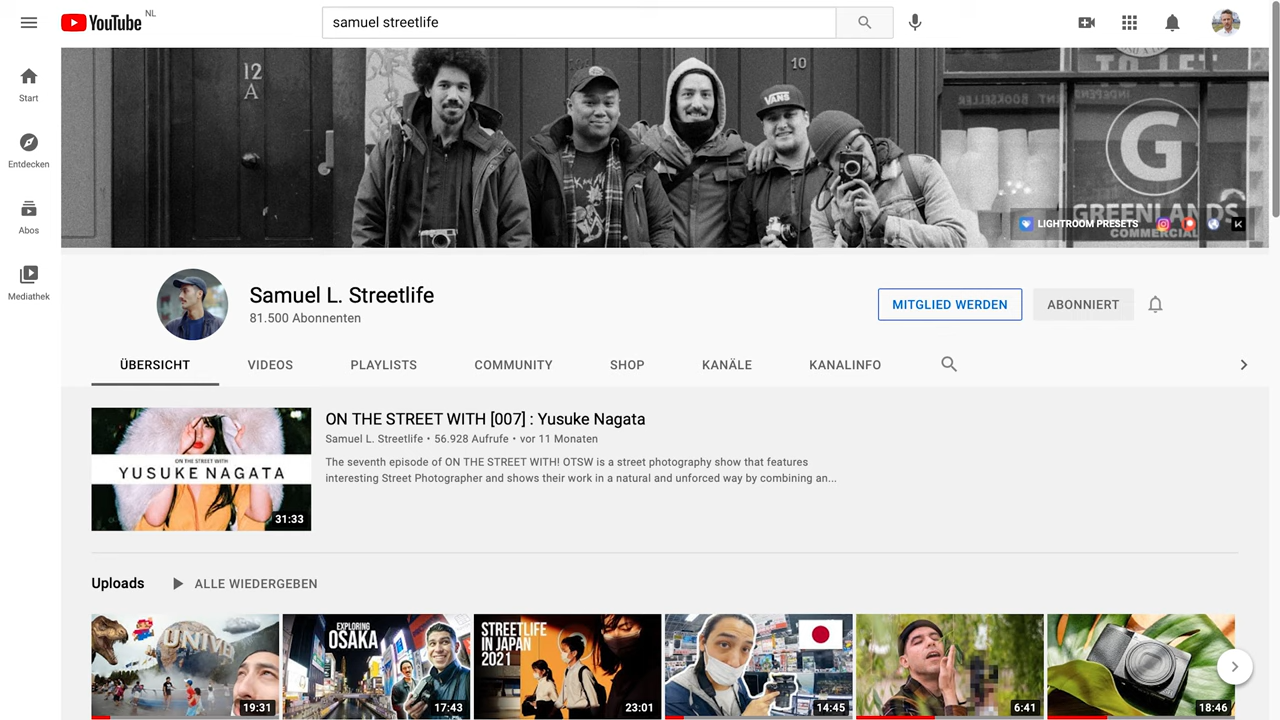 YouTube NL
samuel streetlife
Start
Entdecken
Abos
Mediathek
12
A
10
TO LET
BOOKSELLER
INDEPENDENT
G
GREENLANDS
COMMERCIAL
LIGHTROOM PRESETS
VANS
Samuel L. Streetlife
81.500 Abonnenten
MITGLIED WERDEN
ABONNIERT
ÜBERSICHT VIDEOS PLAYLISTS COMMUNITY SHOP KANÄLE KANALINFO
ON THE STREET WITH
YUSUKE NAGATA
31:33
ON THE STREET WITH [007] : Yusuke Nagata
Samuel L. Streetlife • 56.928 Aufrufe • vor 11 Monaten
The seventh episode of ON THE STREET WITH! OTSW is a street photography show that features
interesting Street Photographer and shows their work in a natural and unforced way by combining an...
Uploads ALLE WIEDERGEBEN
UNIVE
19:31
EXPLORING
OSAKA
17:43
STREETLIFE
IN JAPAN
2021
23:01
14:45
6:41
18:46